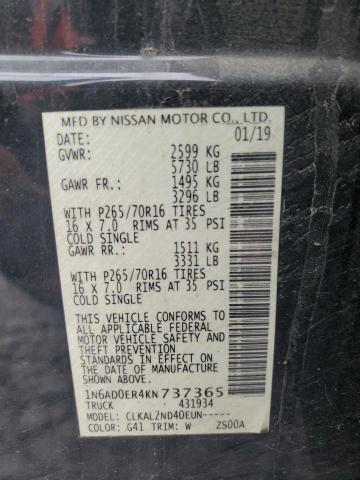 MFD BY NISSAN MOTOR CO., LTD.
DATE: 01/19
GVWR: 2599 KG
5730 LB
GAWR FR.: 1495 KG
3296 LB
WITH P265/70R16 TIRES
16 X 7.0 RIMS AT 35 PSI
COLD SINGLE
GAWR RR.: 1511 KG
3331 LB
WITH P265/70R16 TIRES
16 X 7.0 RIMS AT 35 PSI
COLD SINGLE
THIS VEHICLE CONFORMS TO
ALL APPLICABLE FEDERAL
MOTOR VEHICLE SAFETY AND
THEFT PREVENTION
STANDARDS IN EFFECT ON
THE DATE OF MANUFACTURE
SHOWN ABOVE.
1N6AD0ER4KN737365
TRUCK 431934
MODEL: CLKAL2ND40EUN-----
COLOR: G41 TRIM: W ZS00A